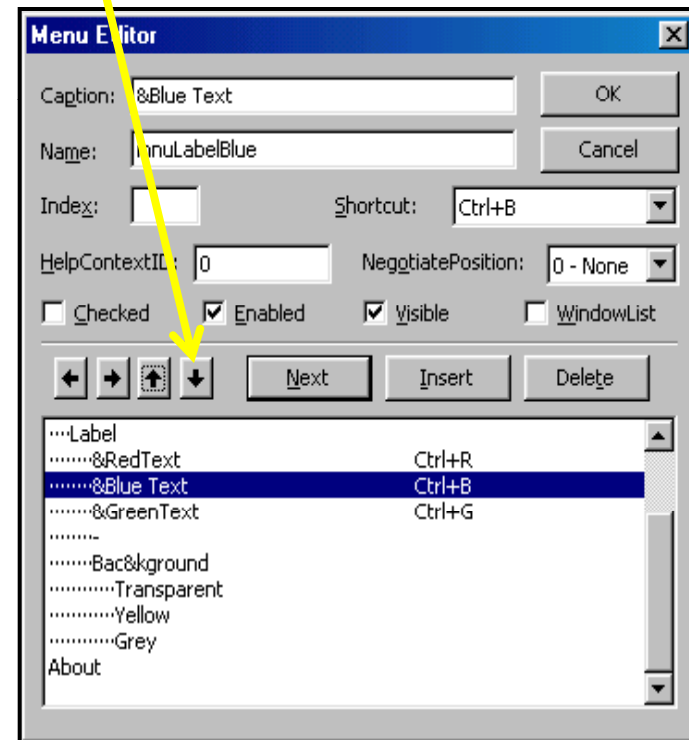 Menu Editor
Caption: &Blue Text OK
Name: mnuLabelBlue Cancel
Index: Shortcut: Ctrl+B
HelpContextID: 0 NegotiatePosition: 0 - None
Checked Enabled Visible WindowList
Next Insert Delete
····Label
········&RedText Ctrl+R
········&Blue Text Ctrl+B
········&GreenText Ctrl+G
········-
········Bac&kground
············Transparent
············Yellow
············Grey
About